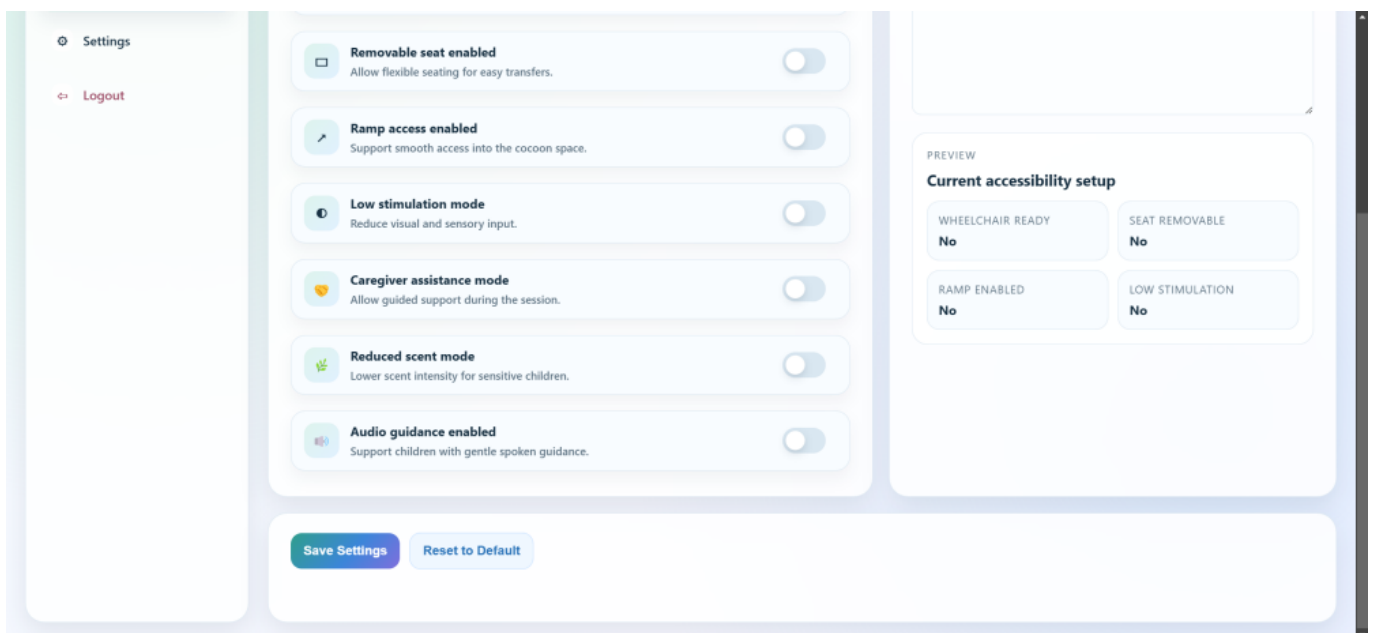 Settings
Logout
Removable seat enabled
Allow flexible seating for easy transfers.
Ramp access enabled
Support smooth access into the cocoon space.
Low stimulation mode
Reduce visual and sensory input.
Caregiver assistance mode
Allow guided support during the session.
Reduced scent mode
Lower scent intensity for sensitive children.
Audio guidance enabled
Support children with gentle spoken guidance.
PREVIEW
Current accessibility setup
WHEELCHAIR READY
No
SEAT REMOVABLE
No
RAMP ENABLED
No
LOW STIMULATION
No
Save Settings
Reset to Default